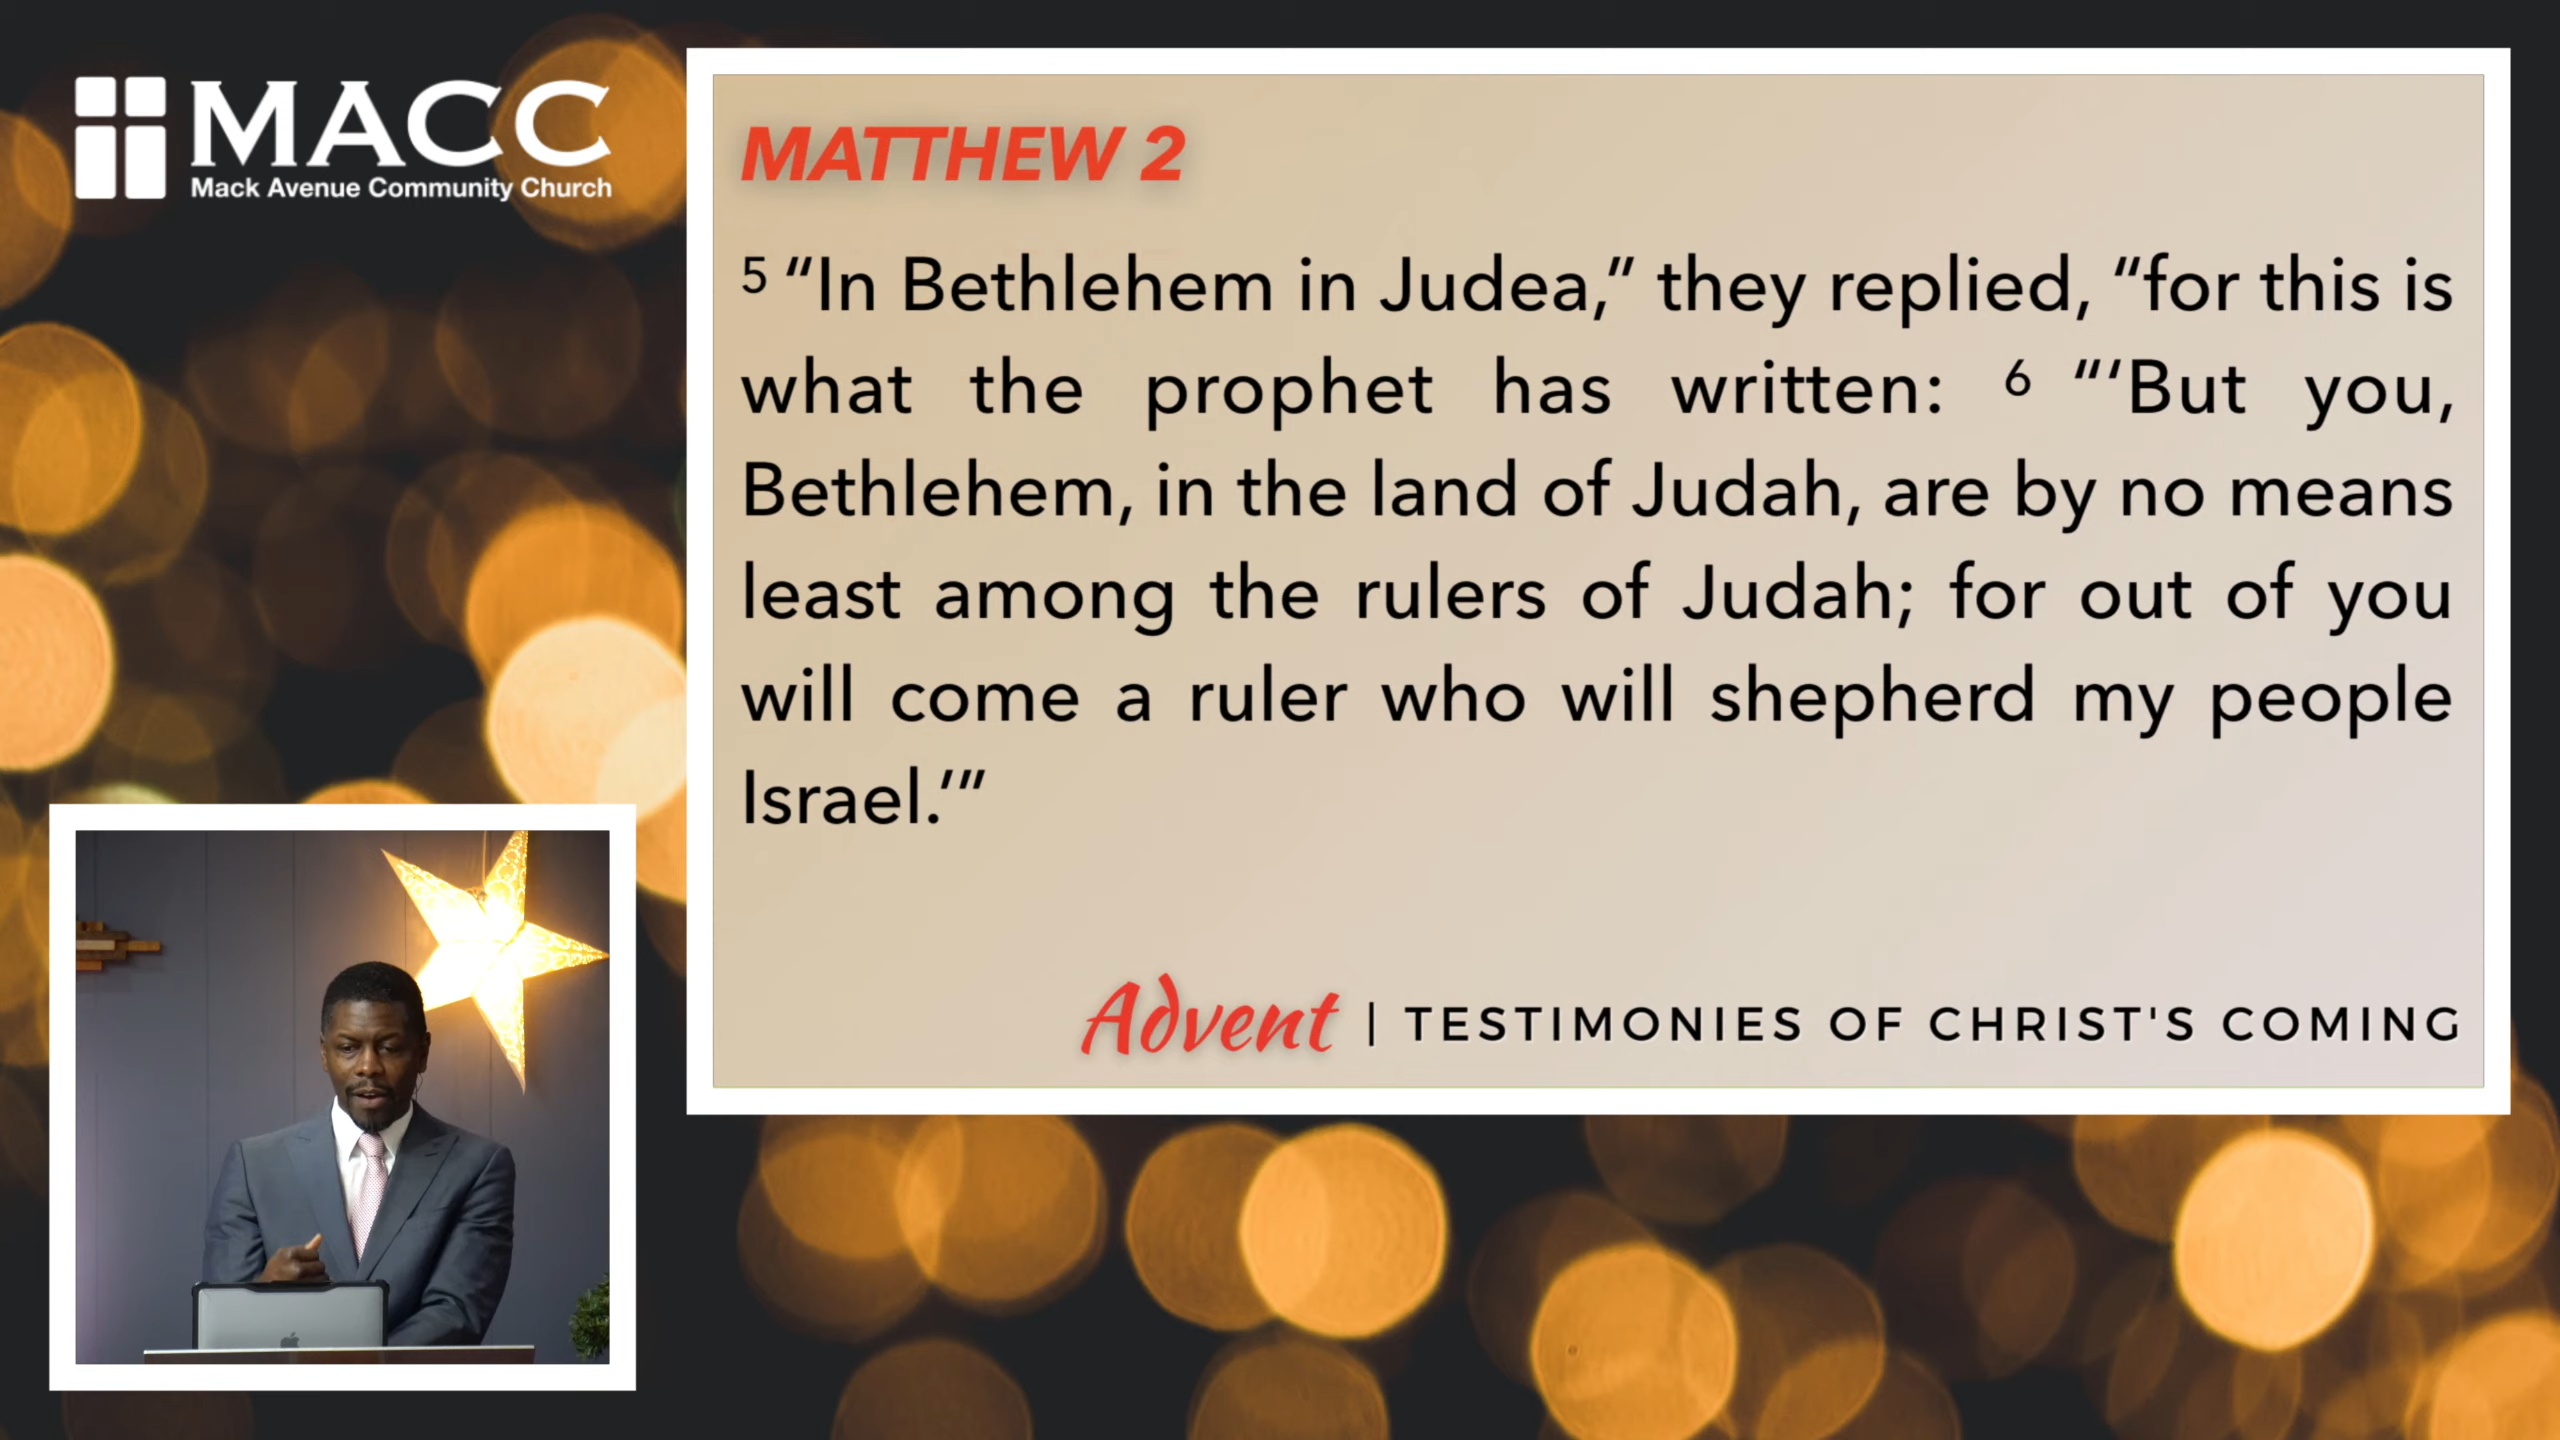 MACC
Mack Avenue Community Church
MATTHEW 2
5 “In Bethlehem in Judea,” they replied, “for this is
what the prophet has written: 6 “‘But you,
Bethlehem, in the land of Judah, are by no means
least among the rulers of Judah; for out of you
will come a ruler who will shepherd my people
Israel.’”
Advent | TESTIMONIES OF CHRIST'S COMING